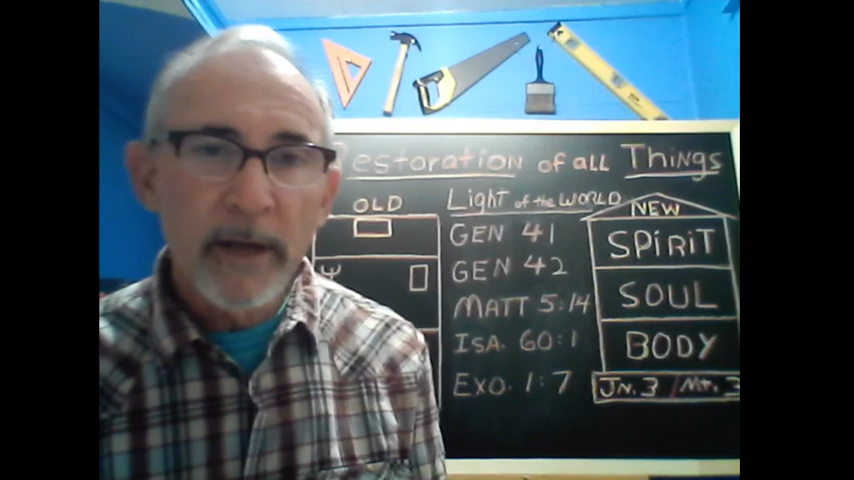 Restoration of all Things
OLD
Light of the WORLD
GEN 41
GEN 42
MATT 5:14
ISA. 60:1
EXO. 1:7
NEW
SPIRIT
SOUL
BODY
JN. 3 / MT. 3